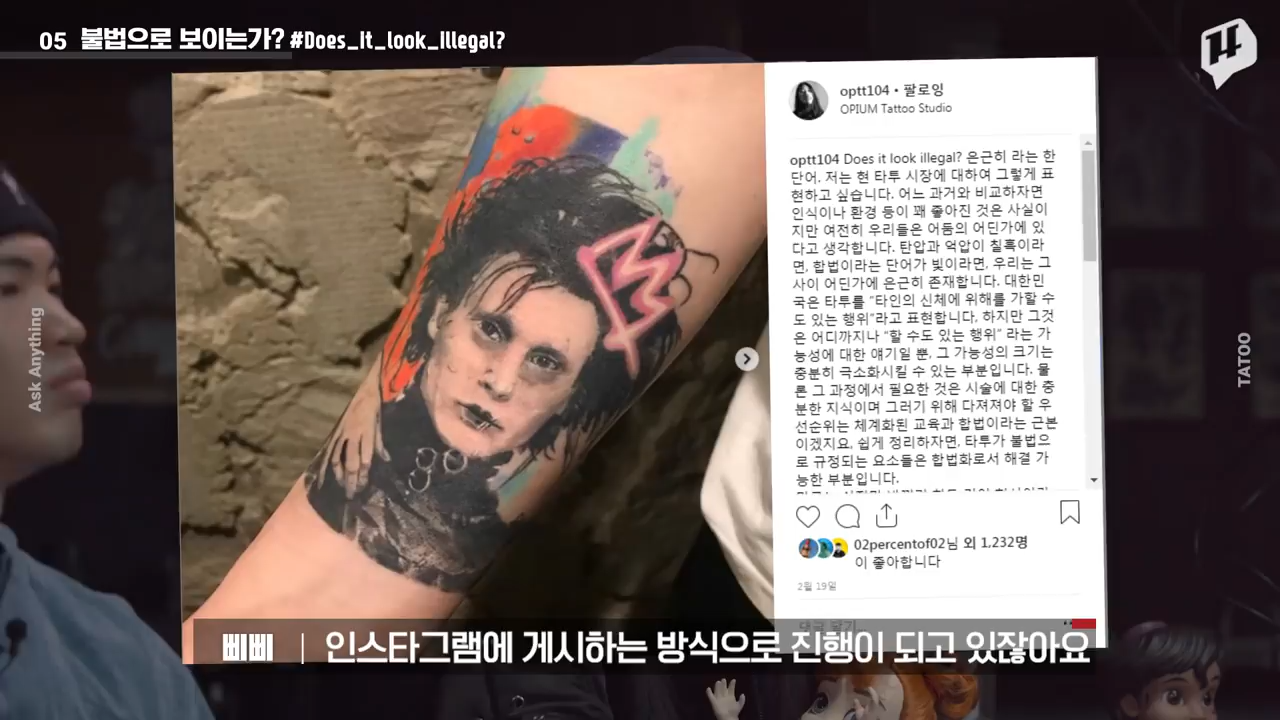 05 불법으로 보이는가? #Does_it_look_illegal?
Ask Anything
TATOO
optt104 • 팔로잉
OPIUM Tattoo Studio
optt104 Does it look illegal? 은근히 라는 한
단어. 저는 현 타투 시장에 대하여 그렇게 표
현하고 싶습니다. 어느 과거와 비교하자면
인식이나 환경 등이 꽤 좋아진 것은 사실이
지만 여전히 우리들은 어둠의 어딘가에 있
다고 생각합니다. 탄압과 억압이 칠흑이라
면, 합법이라는 단어가 빛이라면, 우리는 그
사이 어딘가에 은근히 존재합니다. 대한민
국은 타투를 "타인의 신체에 위해를 가할 수
도 있는 행위"라고 표현합니다. 하지만 그것
은 어디까지나 "할 수도 있는 행위" 라는 가
능성에 대한 얘기일 뿐, 그 가능성의 크기는
충분히 극소화시킬 수 있는 부분입니다. 물
론 그 과정에서 필요한 것은 시술에 대한 충
분한 지식이며 그러기 위해 다져져야 할 우
선순위는 체계화된 교육과 합법이라는 근본
이겠지요. 쉽게 정리하자면, 타투가 불법으
로 규정되는 요소들은 합법화로서 해결 가
능한 부분입니다.
02percentof02님 외 1,232명
이 좋아합니다
2월 19일
댓글 달기...
삐삐 | 인스타그램에 게시하는 방식으로 진행이 되고 있잖아요